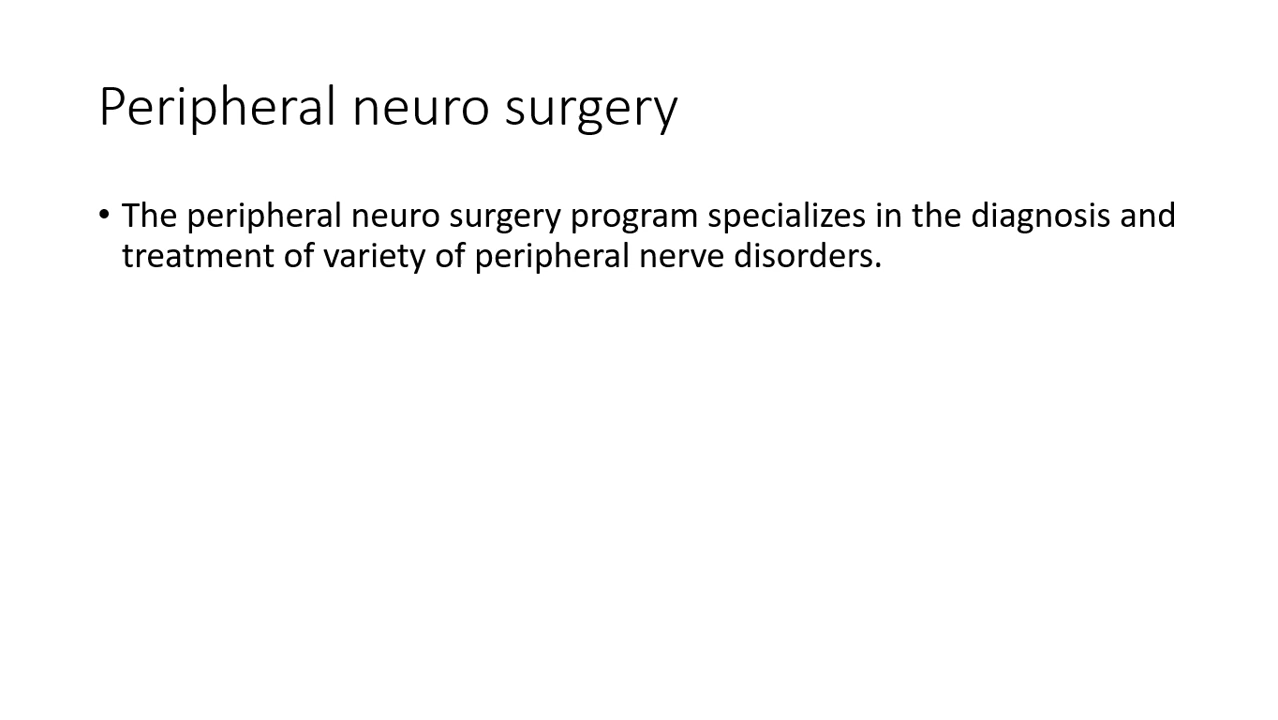 Peripheral neuro surgery
• The peripheral neuro surgery program specializes in the diagnosis and
treatment of variety of peripheral nerve disorders.